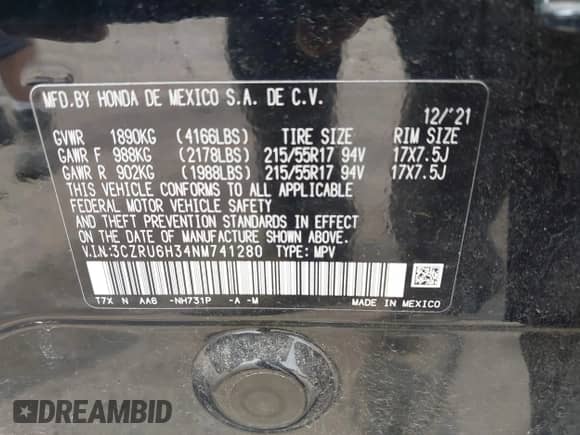 MFD.BY HONDA DE MEXICO S.A. DE C.V.
12/'21
GVWR 1890KG (4166LBS) TIRE SIZE RIM SIZE
GAWR F 988KG (2178LBS) 215/55R17 94V 17X7.5J
GAWR R 902KG (1988LBS) 215/55R17 94V 17X7.5J
THIS VEHICLE CONFORMS TO ALL APPLICABLE
FEDERAL MOTOR VEHICLE SAFETY
AND THEFT PREVENTION STANDARDS IN EFFECT
ON DATE OF MANUFACTURE SHOWN ABOVE.
V.I.N:3CZRU6H34NM741280 TYPE: MPV
T7X N AA6 -NH731P -A -M MADE IN MEXICO
DREAMBID